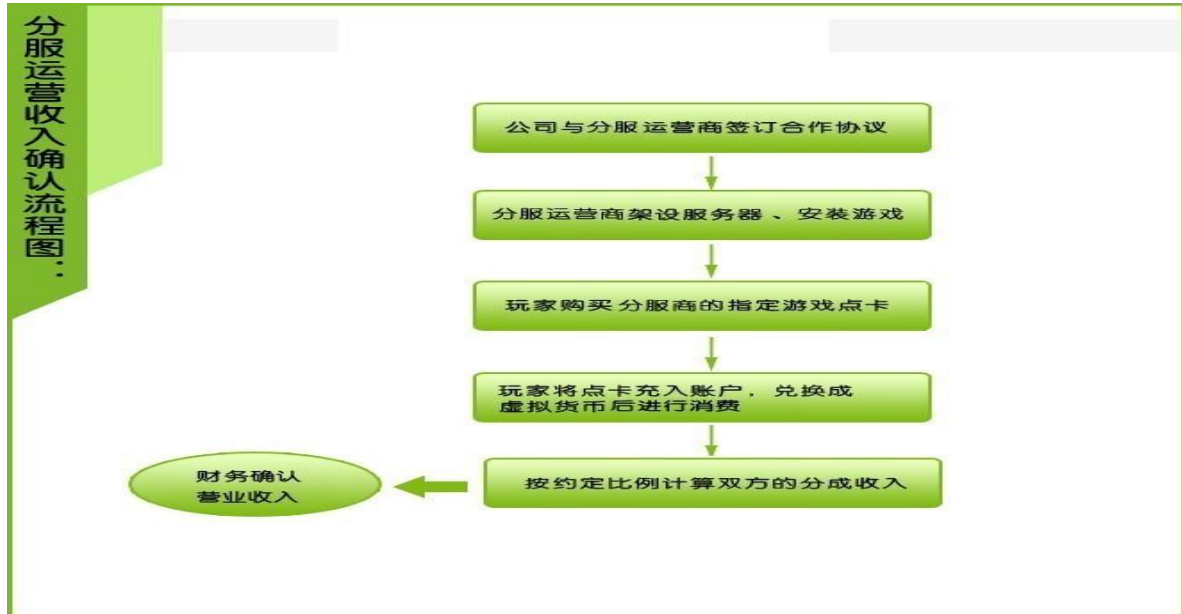 分服运营收入确认流程图：
公司与分服运营商签订合作协议
分服运营商架设服务器、安装游戏
玩家购买分服商的指定游戏点卡
玩家将点卡充入账户，兑换成
虚拟货币后进行消费
按约定比例计算双方的分成收入
财务确认
营业收入